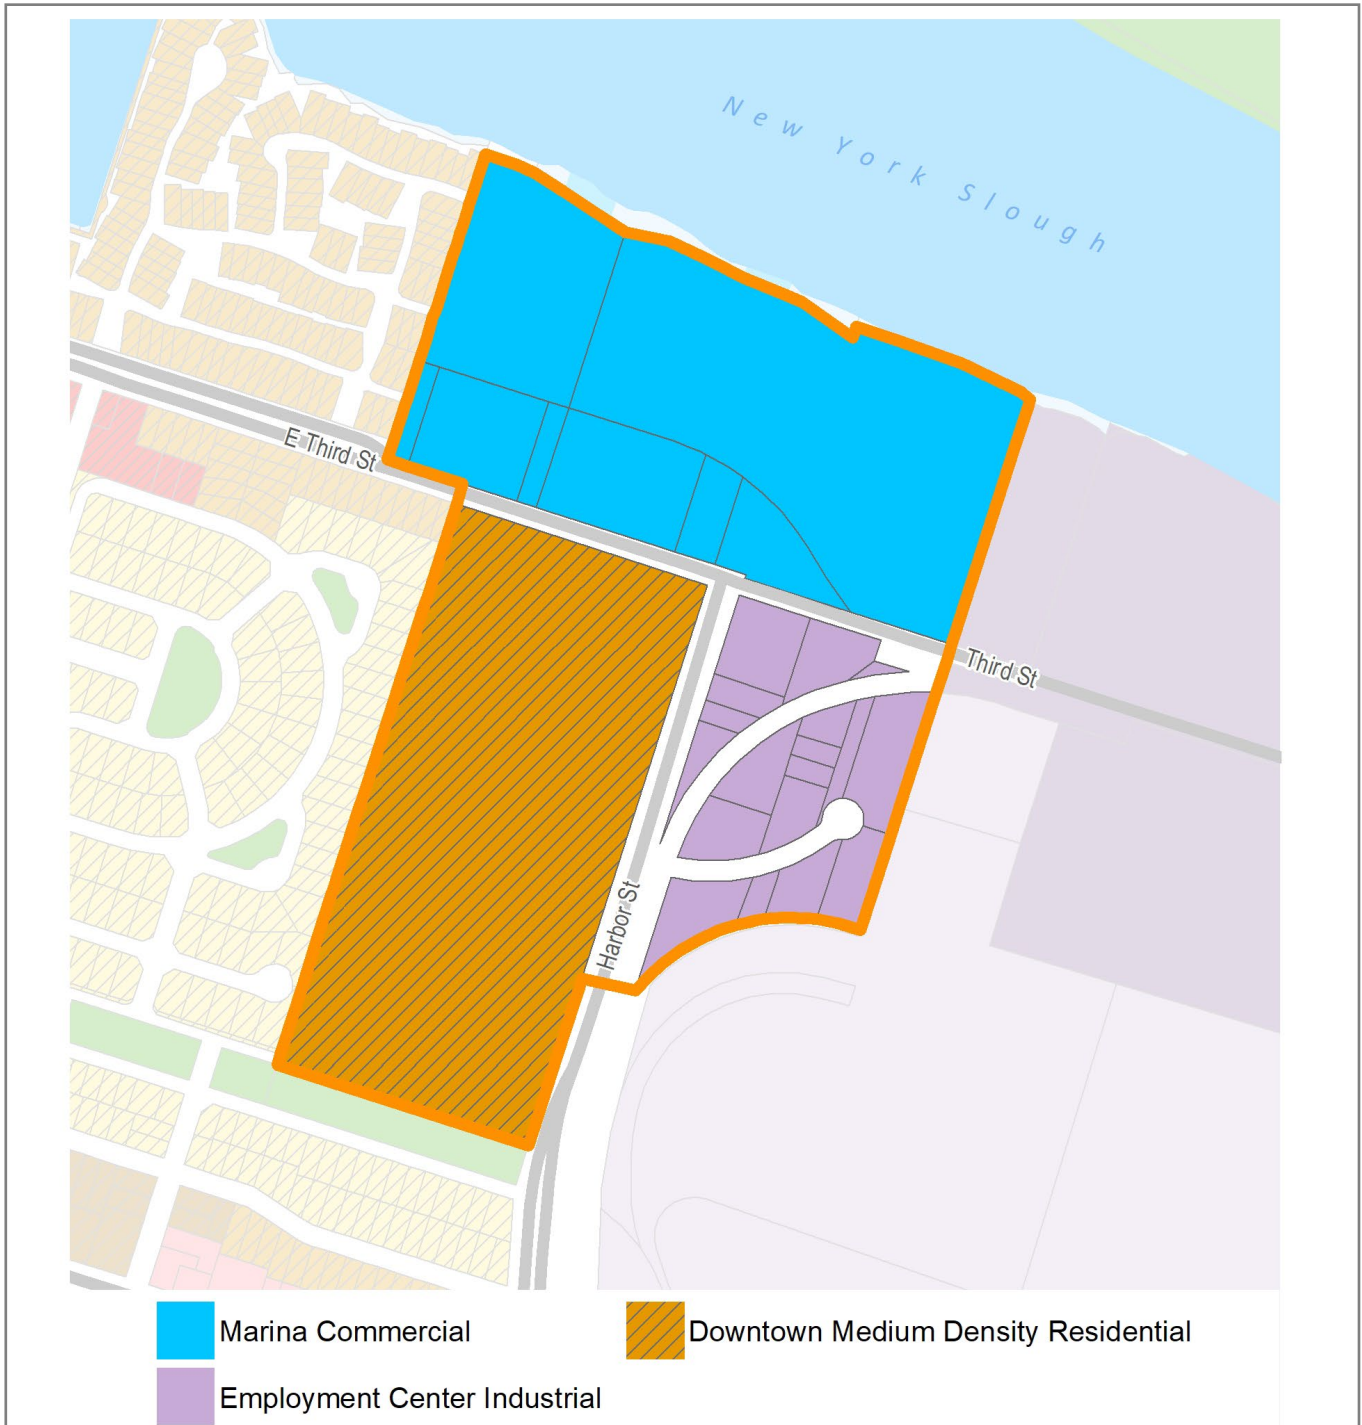 New York Slough
E Third St
Third St
Harbor St
Marina Commercial
Downtown Medium Density Residential
Employment Center Industrial